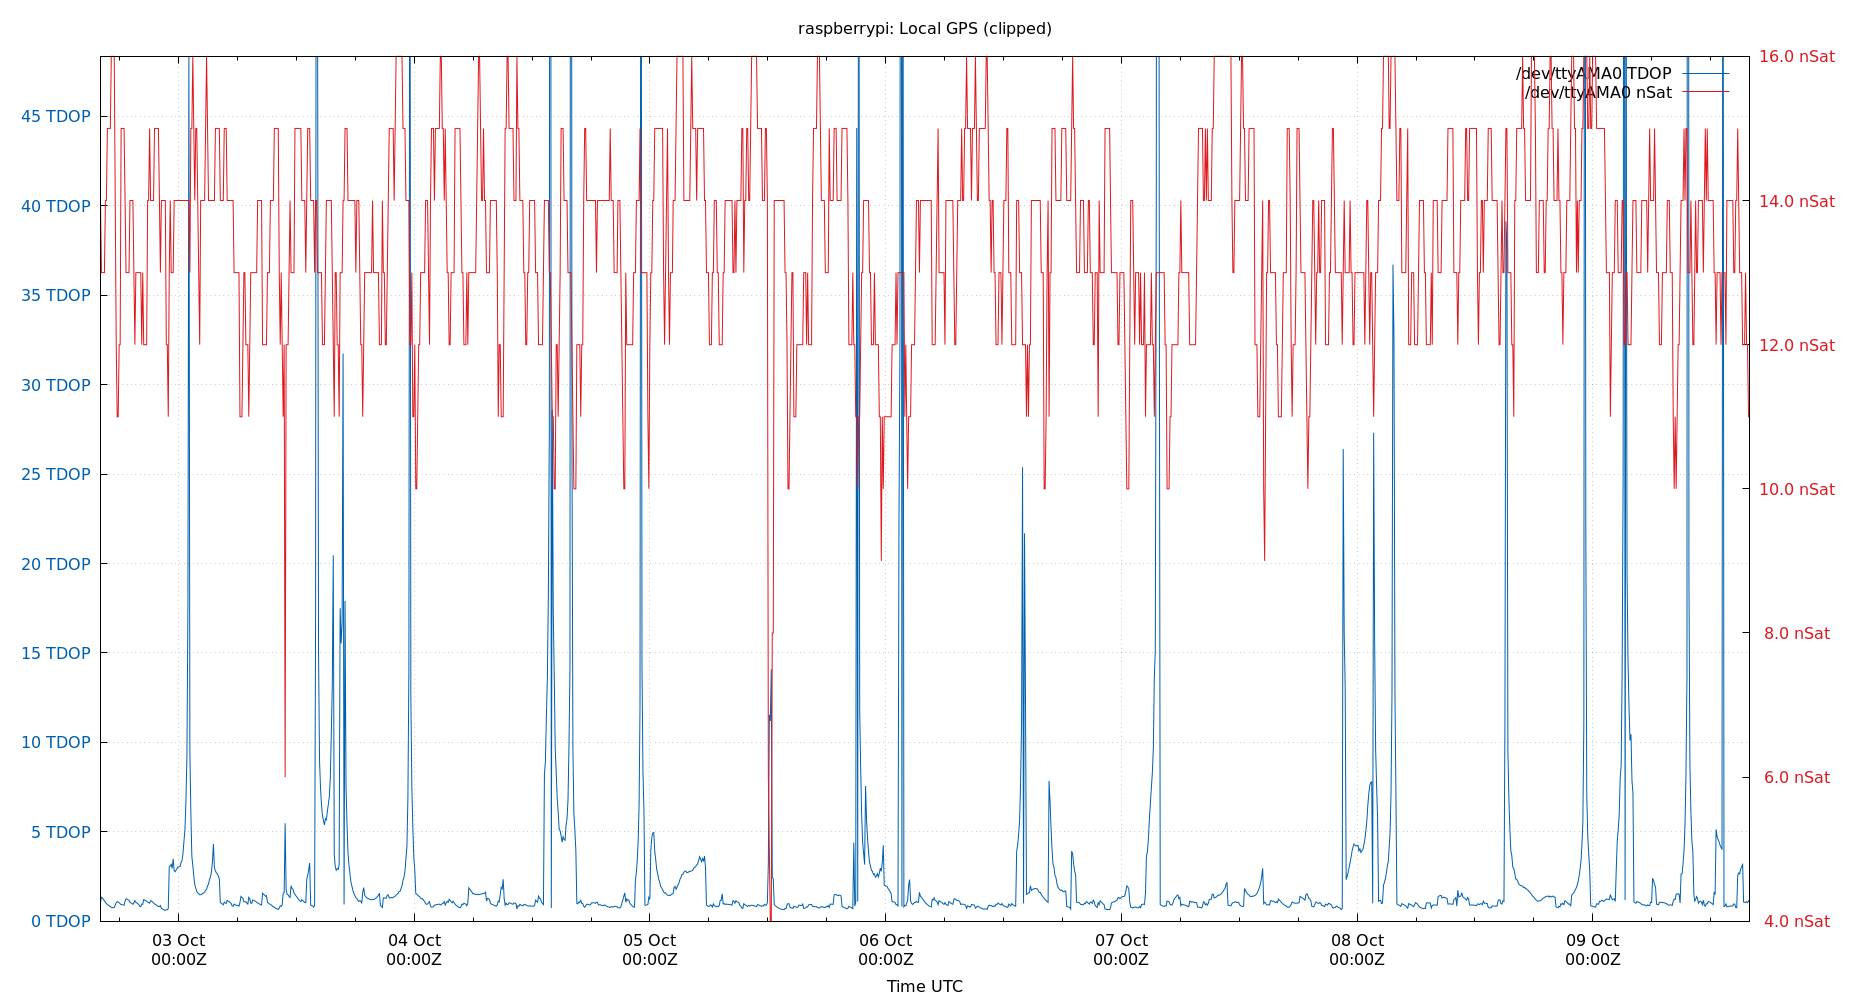 raspberrypi: Local GPS (clipped)
16.0 nSat
/dev/ttyAMA0 TDOP
/dev/ttyAMA0 nSat
45 TDOP
40 TDOP
14.0 nSat
35 TDOP
12.0 nSat
30 TDOP
25 TDOP
10.0 nSat
20 TDOP
15 TDOP
8.0 nSat
10 TDOP
6.0 nSat
5 TDOP
0 TDOP
4.0 nSat
03 Oct 04 Oct 05 Oct 06 Oct 07 Oct 08 Oct 09 Oct
00:00Z 00:00Z 00:00Z 00:00Z 00:00Z 00:00Z 00:00Z
Time UTC